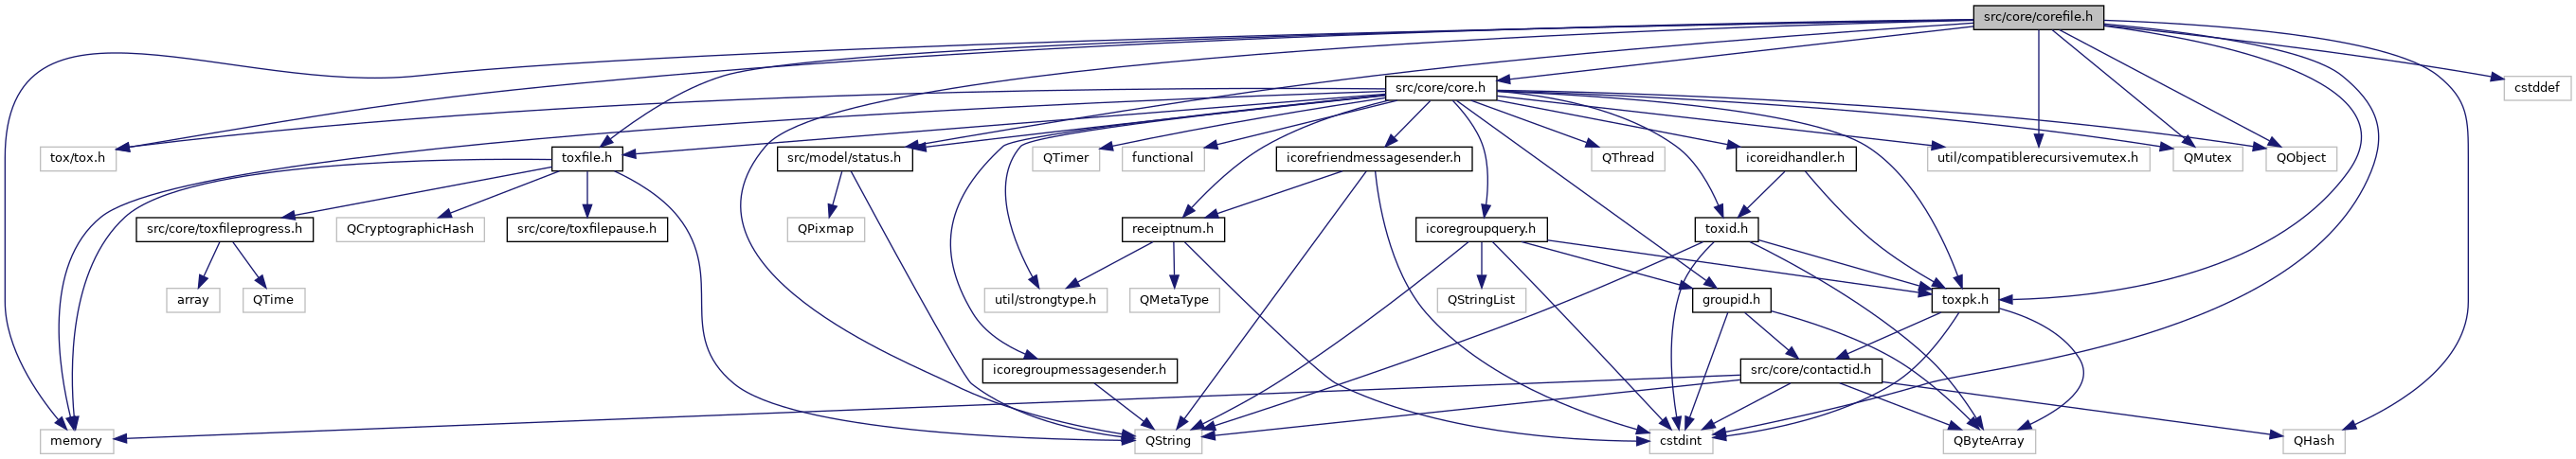 src/core/corefile.h
src/core/core.h
cstddef
tox/tox.h
toxfile.h
src/model/status.h
QTimer
functional
icorefriendmessagesender.h
QThread
icoreidhandler.h
util/compatiblerecursivemutex.h
QMutex
QObject
src/core/toxfileprogress.h
QCryptographicHash
src/core/toxfilepause.h
QPixmap
receiptnum.h
icoregroupquery.h
toxid.h
array
QTime
util/strongtype.h
QMetaType
QStringList
groupid.h
toxpk.h
icoregroupmessagesender.h
src/core/contactid.h
memory
QString
cstdint
QByteArray
QHash